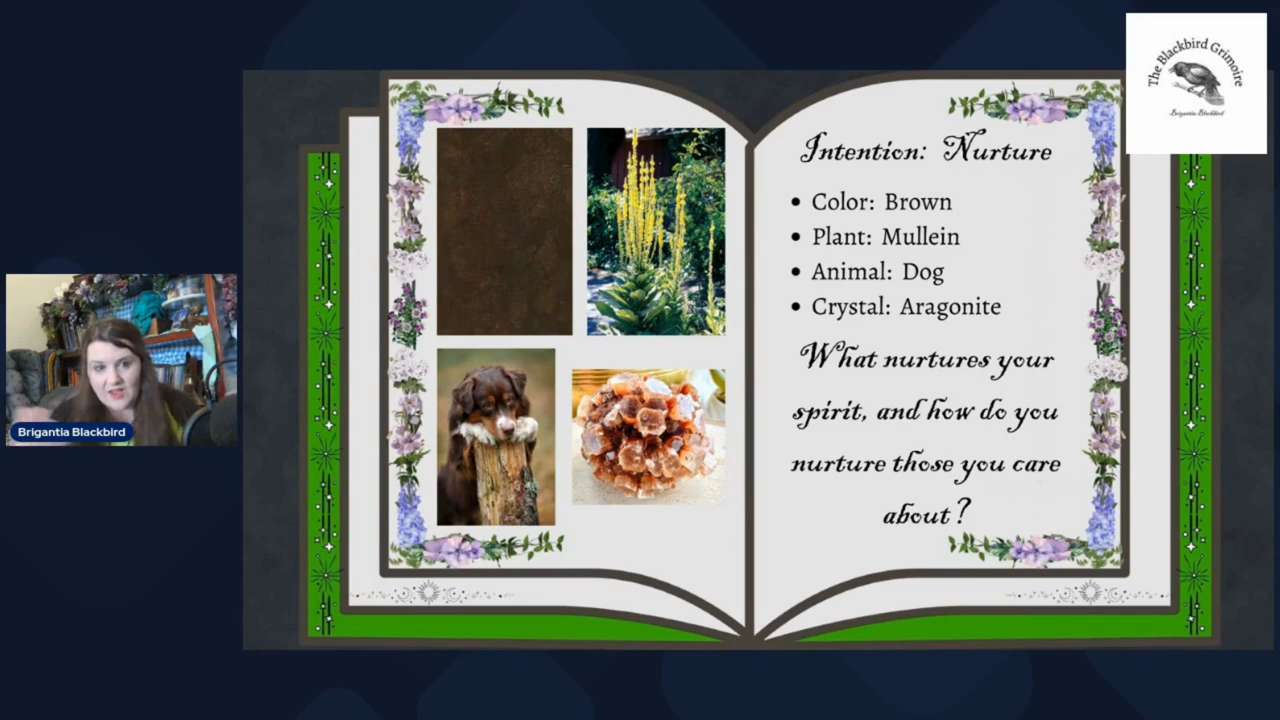 The Blackbird Grimoire
Brigantia Blackbird
Intention: Nurture
• Color: Brown
• Plant: Mullein
• Animal: Dog
• Crystal: Aragonite
What nurtures your
spirit, and how do you
nurture those you care
about?
Brigantia Blackbird